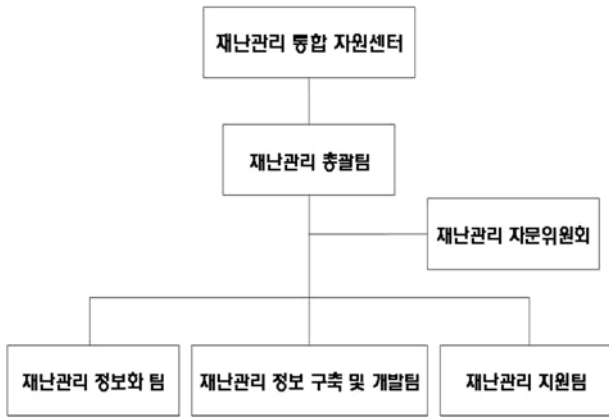 재난관리 통합 자원센터
재난관리 총괄팀
재난관리 자문위원회
재난관리 정보화 팀
재난관리 정보 구축 및 개발팀
재난관리 지원팀